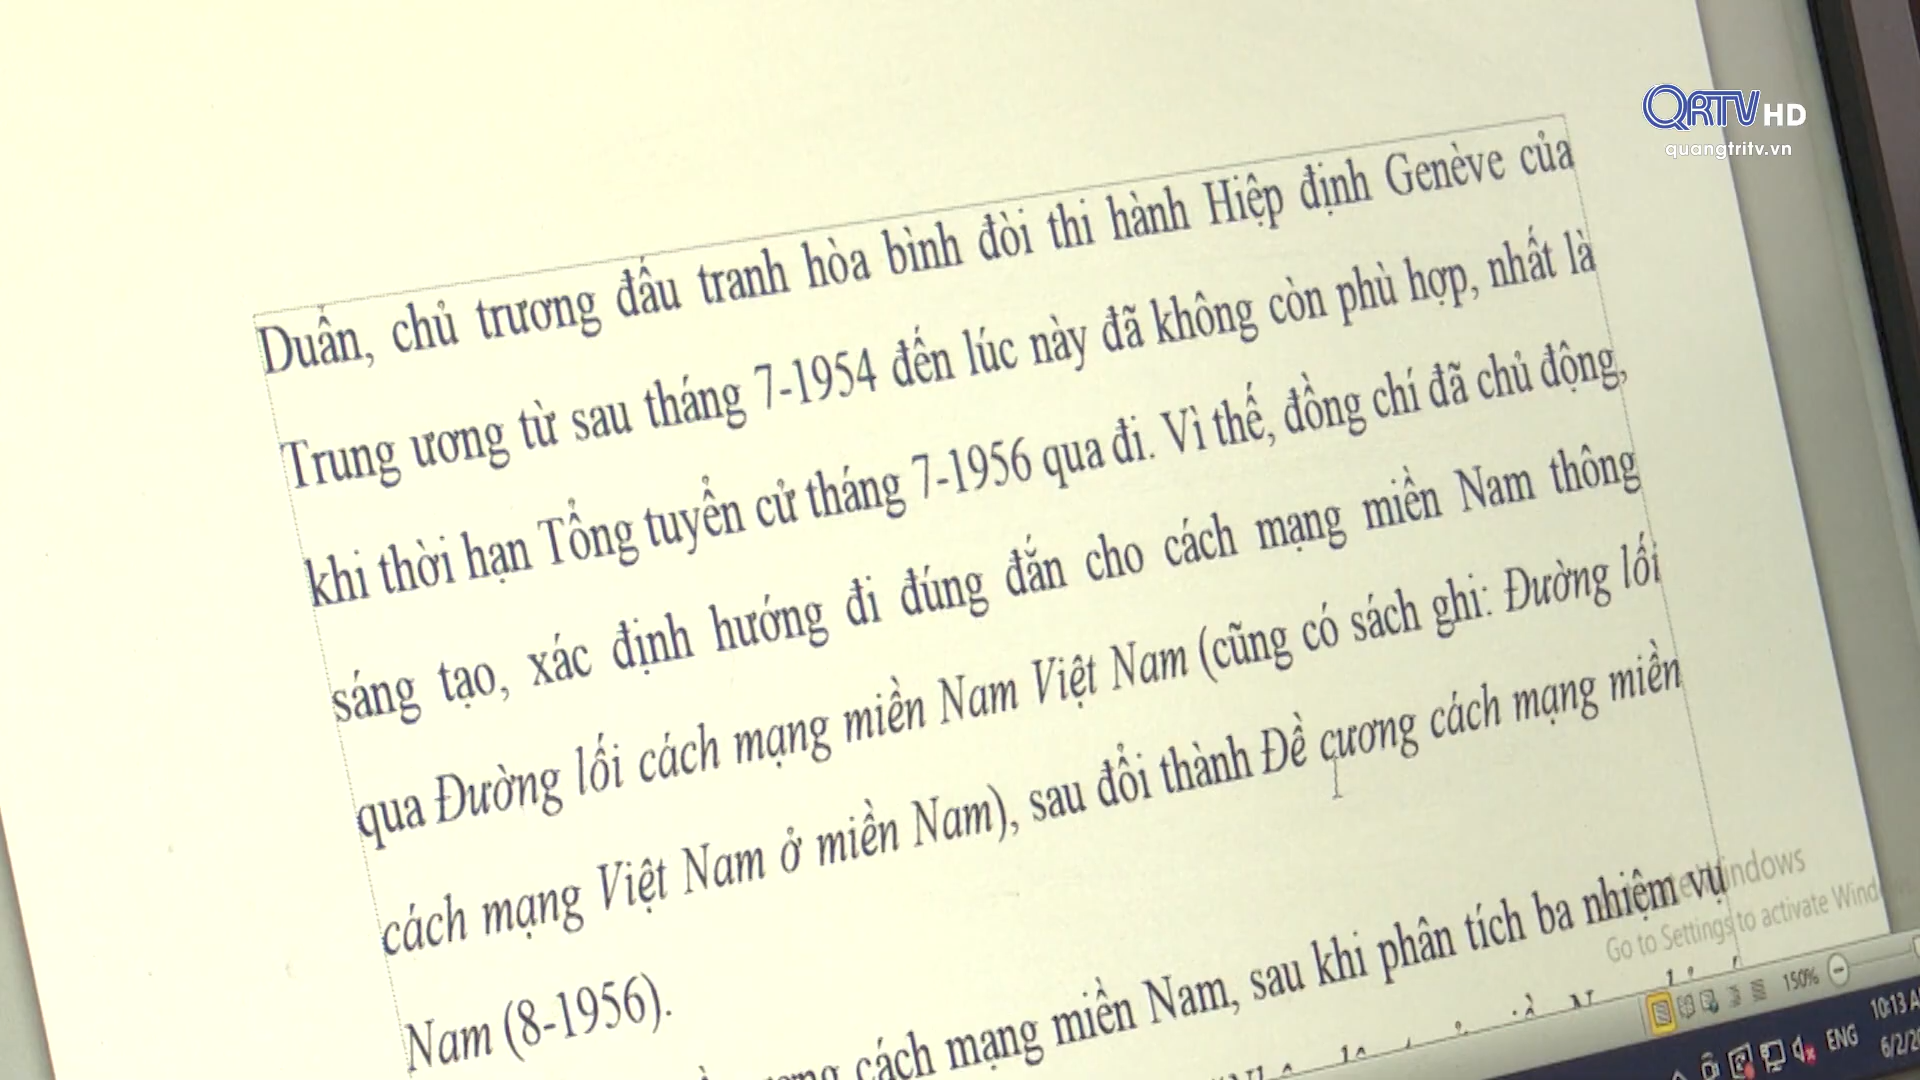 QRTV HD
quangtritv.vn
Duẩn, chủ trương đấu tranh hòa bình đòi thi hành Hiệp định Genève của
Trung ương từ sau tháng 7-1954 đến lúc này đã không còn phù hợp, nhất là
khi thời hạn Tổng tuyển cử tháng 7-1956 qua đi. Vì thế, đồng chí đã chủ động,
sáng tạo, xác định hướng đi đúng đắn cho cách mạng miền Nam thông
qua Đường lối cách mạng miền Nam Việt Nam (cũng có sách ghi: Đường lối
cách mạng Việt Nam ở miền Nam), sau đổi thành Đề cương cách mạng miền
Nam (8-1956).
cách mạng miền Nam, sau khi phân tích ba nhiệm vụ
Windows
Go to Settings to activate Wind
150%
10:13 A
ENG
6/2/20